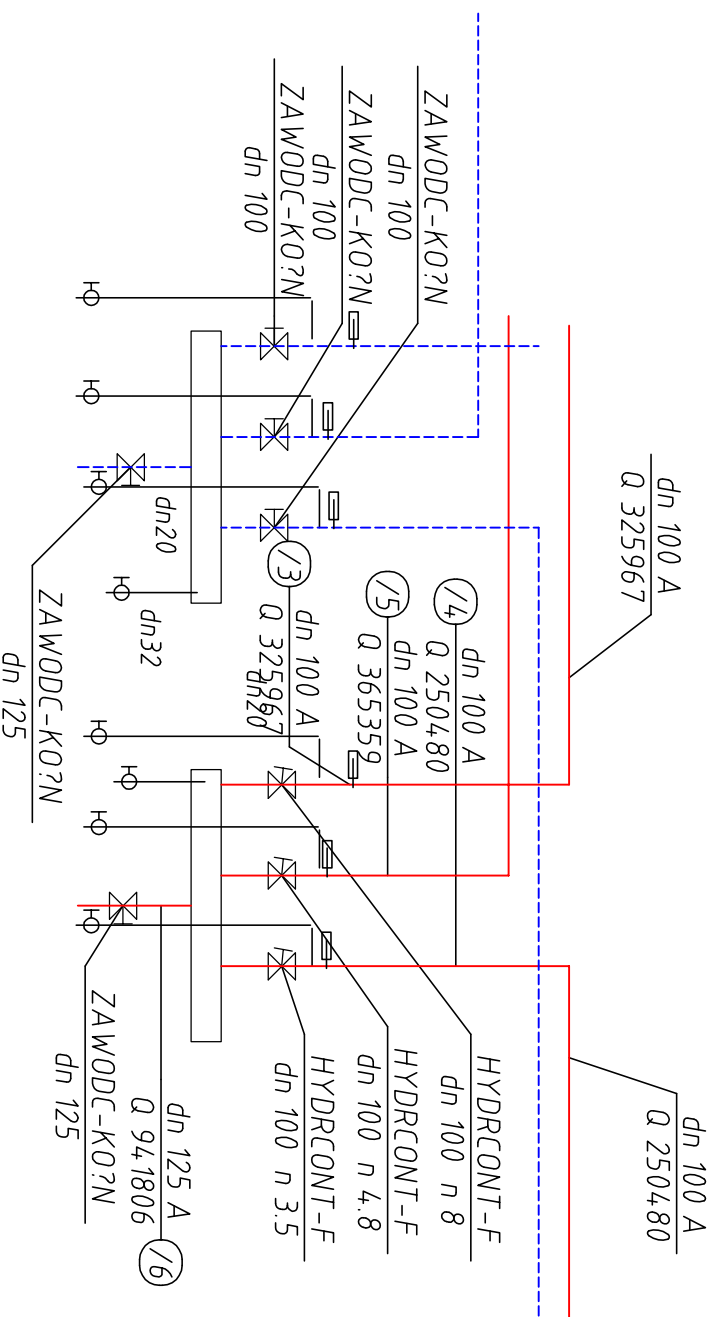 dn 100 A
Q 325967
dn 100 A
Q 250480
ZAWODC-KO?N
dn 100
ZAWODC-KO?N
dn 100
ZAWODC-KO?N
dn 100
/4
dn 100 A
Q 250480
/5
dn 100 A
Q 365359
/3
dn 100 A
Q 325967
dn20
HYDRCONT-F
dn 100 n 8
HYDRCONT-F
dn 100 n 4.8
HYDRCONT-F
dn 100 n 3.5
dn20
dn32
dn 125 A
Q 941806
/6
ZAWODC-KO?N
dn 125
ZAWODC-KO?N
dn 125